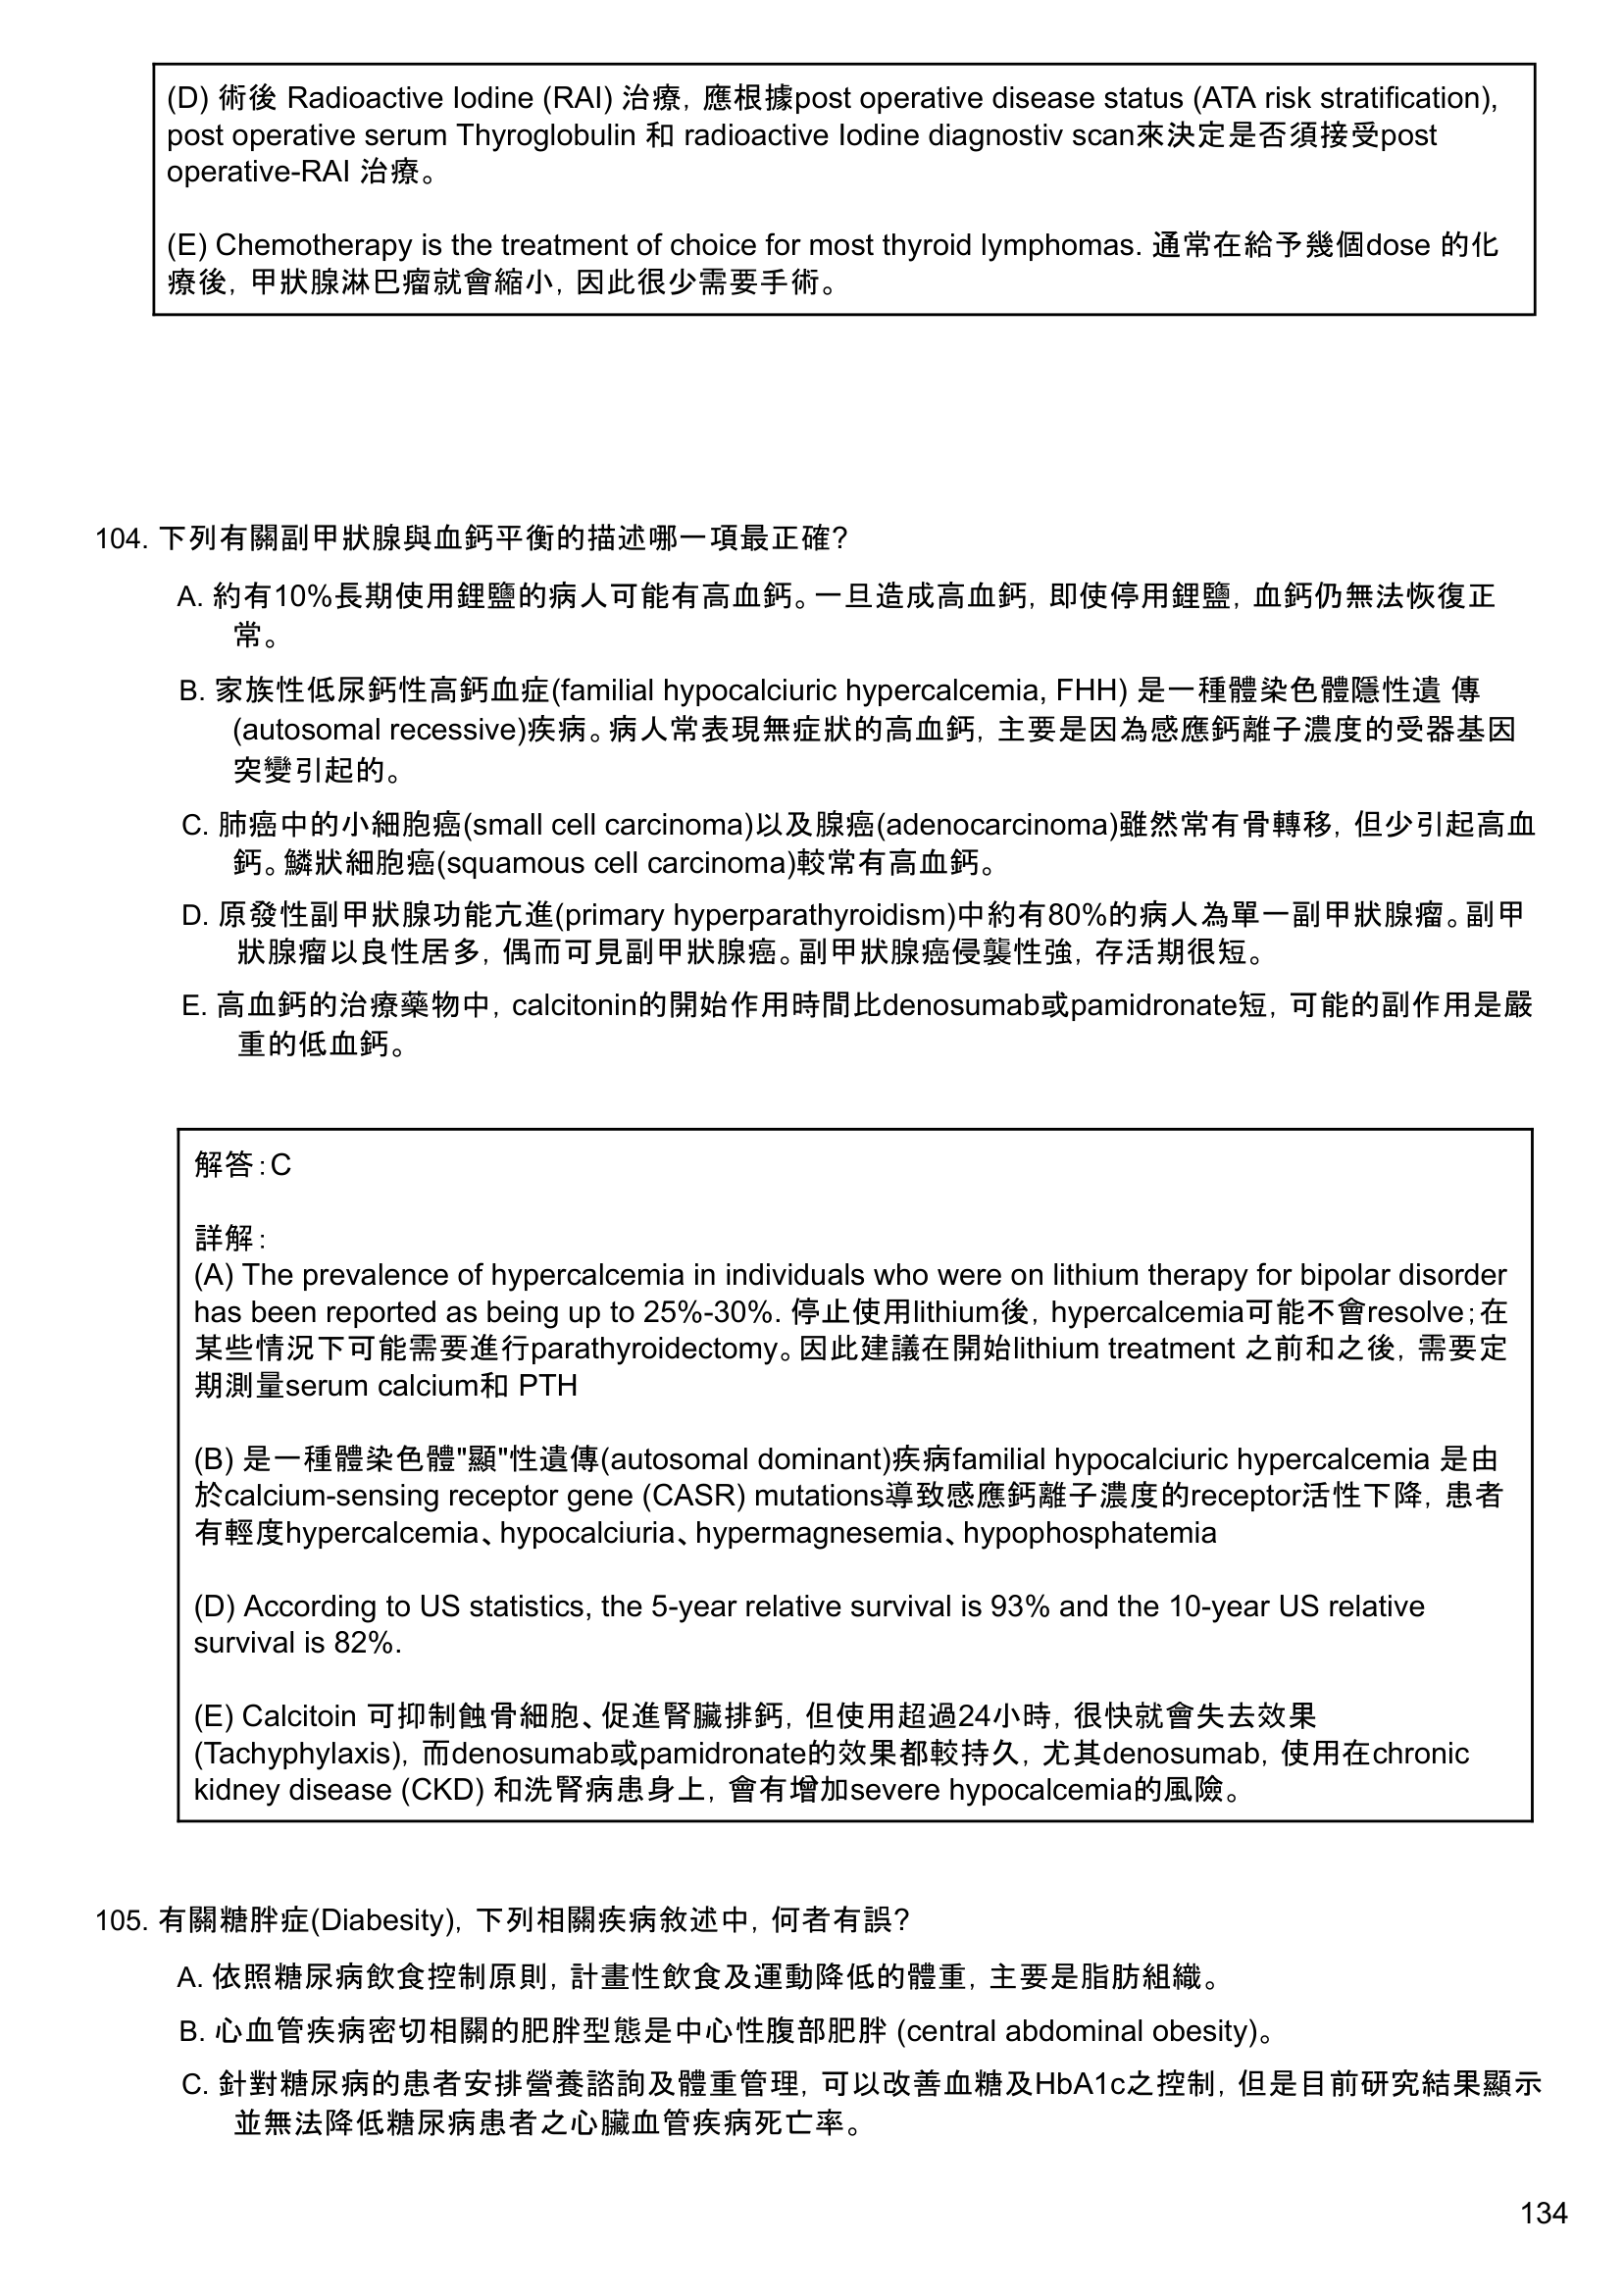 (D) 術後 Radioactive Iodine (RAI) 治療，應根據post operative disease status (ATA risk stratification),
post operative serum Thyroglobulin 和 radioactive Iodine diagnostiv scan來決定是否須接受post
operative-RAI 治療。
(E) Chemotherapy is the treatment of choice for most thyroid lymphomas. 通常在給予幾個dose 的化
療後，甲狀腺淋巴瘤就會縮小，因此很少需要手術。
104. 下列有關副甲狀腺與血鈣平衡的描述哪一項最正確？
A. 約有10%長期使用鋰鹽的病人可能有高血鈣。一旦造成高血鈣，即使停用鋰鹽，血鈣仍無法恢復正
常。
B. 家族性低尿鈣性高鈣血症(familial hypocalciuric hypercalcemia, FHH) 是一種體染色體隱性遺 傳
(autosomal recessive)疾病。病人常表現無症狀的高血鈣，主要是因為感應鈣離子濃度的受器基因
突變引起的。
C. 肺癌中的小細胞癌(small cell carcinoma)以及腺癌(adenocarcinoma)雖然常有骨轉移，但少引起高血
鈣。鱗狀細胞癌(squamous cell carcinoma)較常有高血鈣。
D. 原發性副甲狀腺功能亢進(primary hyperparathyroidism)中約有80%的病人為單一副甲狀腺瘤。副甲
狀腺瘤以良性居多，偶而可見副甲狀腺癌。副甲狀腺癌侵襲性強，存活期很短。
E. 高血鈣的治療藥物中，calcitonin的開始作用時間比denosumab或pamidronate短，可能的副作用是嚴
重的低血鈣。
解答：C
詳解：
(A) The prevalence of hypercalcemia in individuals who were on lithium therapy for bipolar disorder
has been reported as being up to 25%-30%. 停止使用lithium後，hypercalcemia可能不會resolve；在
某些情況下可能需要進行parathyroidectomy。因此建議在開始lithium treatment 之前和之後，需要定
期測量serum calcium和 PTH
(B) 是一種體染色體"顯"性遺傳(autosomal dominant)疾病familial hypocalciuric hypercalcemia 是由
於calcium-sensing receptor gene (CASR) mutations導致感應鈣離子濃度的receptor活性下降，患者
有輕度hypercalcemia、hypocalciuria、hypermagnesemia、hypophosphatemia
(D) According to US statistics, the 5-year relative survival is 93% and the 10-year US relative
survival is 82%.
(E) Calcitoin 可抑制蝕骨細胞、促進腎臟排鈣，但使用超過24小時，很快就會失去效果
(Tachyphylaxis)，而denosumab或pamidronate的效果都較持久，尤其denosumab，使用在chronic
kidney disease (CKD) 和洗腎病患身上，會有增加severe hypocalcemia的風險。
105. 有關糖胖症(Diabesity)，下列相關疾病敘述中，何者有誤？
A. 依照糖尿病飲食控制原則，計畫性飲食及運動降低的體重，主要是脂肪組織。
B. 心血管疾病密切相關的肥胖型態是中心性腹部肥胖 (central abdominal obesity)。
C. 針對糖尿病的患者安排營養諮詢及體重管理，可以改善血糖及HbA1c之控制，但是目前研究結果顯示
並無法降低糖尿病患者之心臟血管疾病死亡率。
134